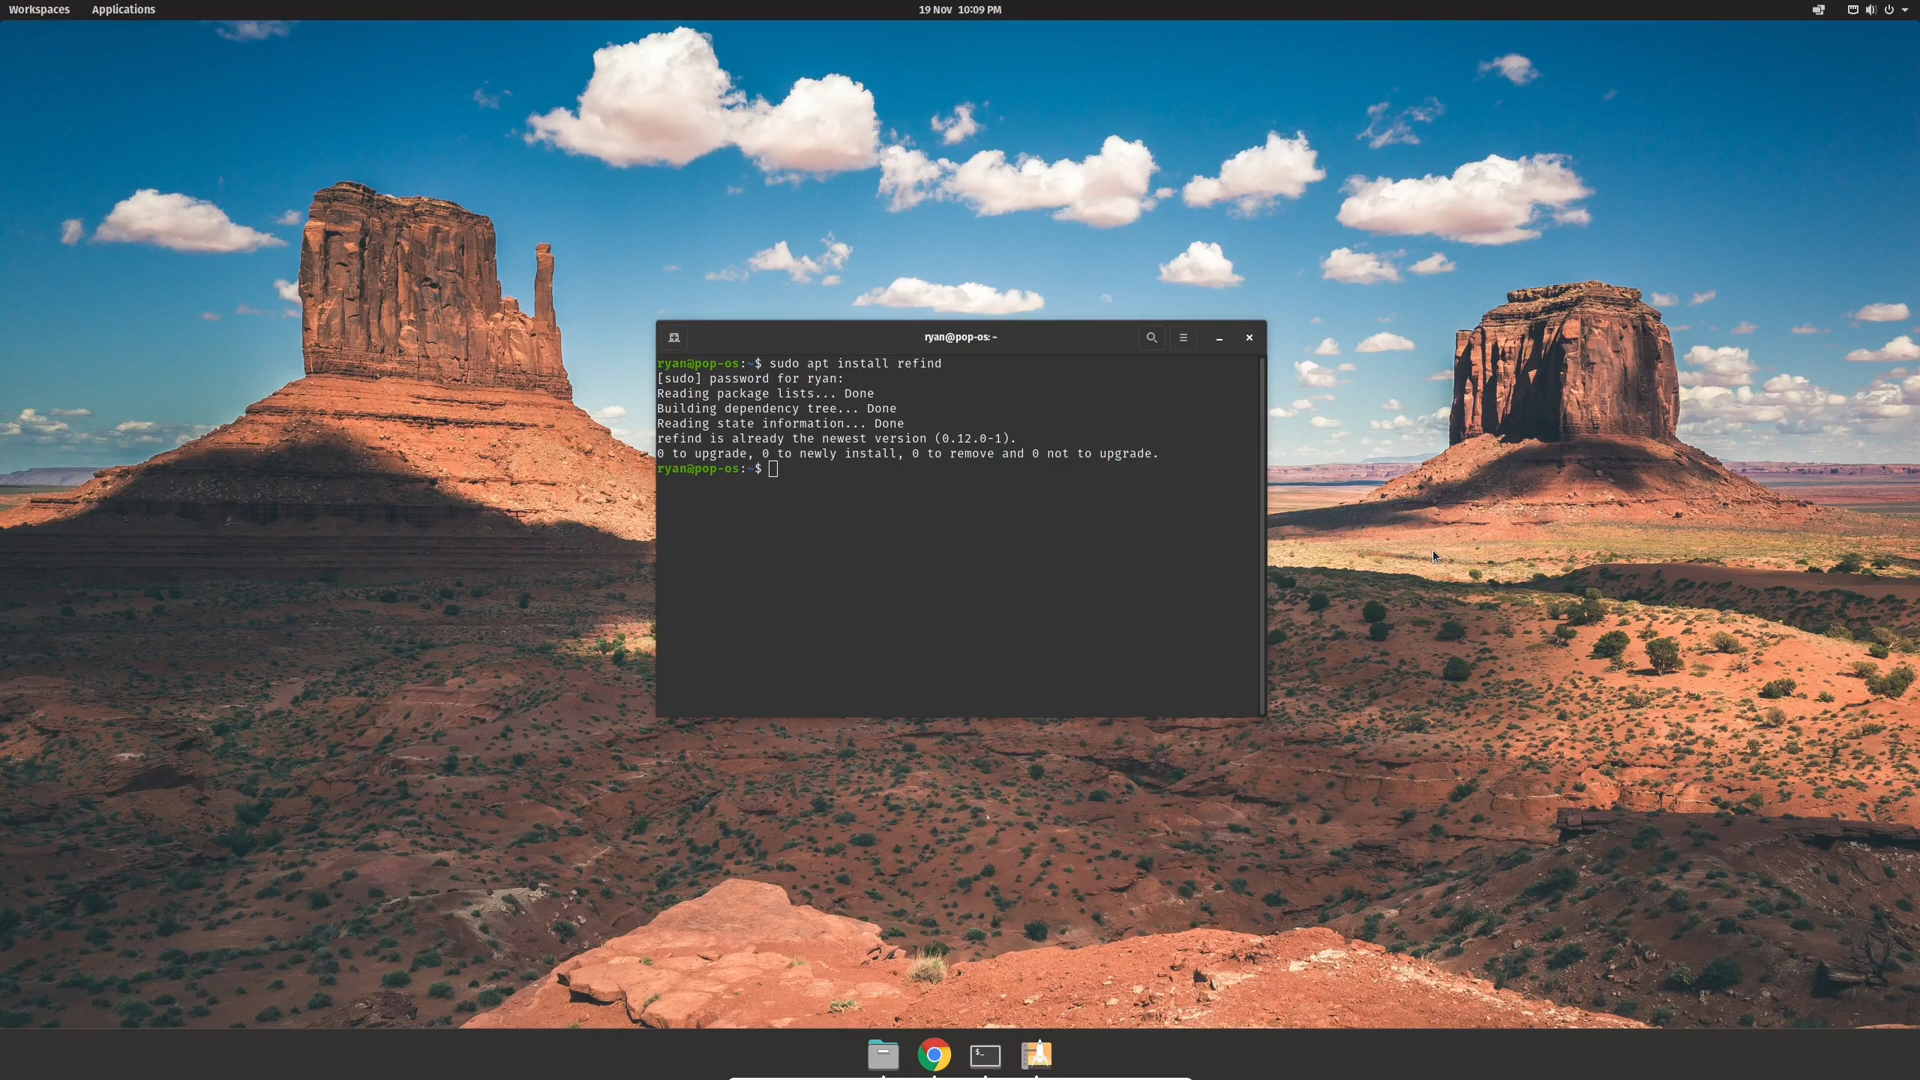 Workspaces Applications 19 Nov 10:09 PM
ryan@pop-os: ~
ryan@pop-os:~$ sudo apt install refind
[sudo] password for ryan:
Reading package lists... Done
Building dependency tree... Done
Reading state information... Done
refind is already the newest version (0.12.0-1).
0 to upgrade, 0 to newly install, 0 to remove and 0 not to upgrade.
ryan@pop-os:~$
$_